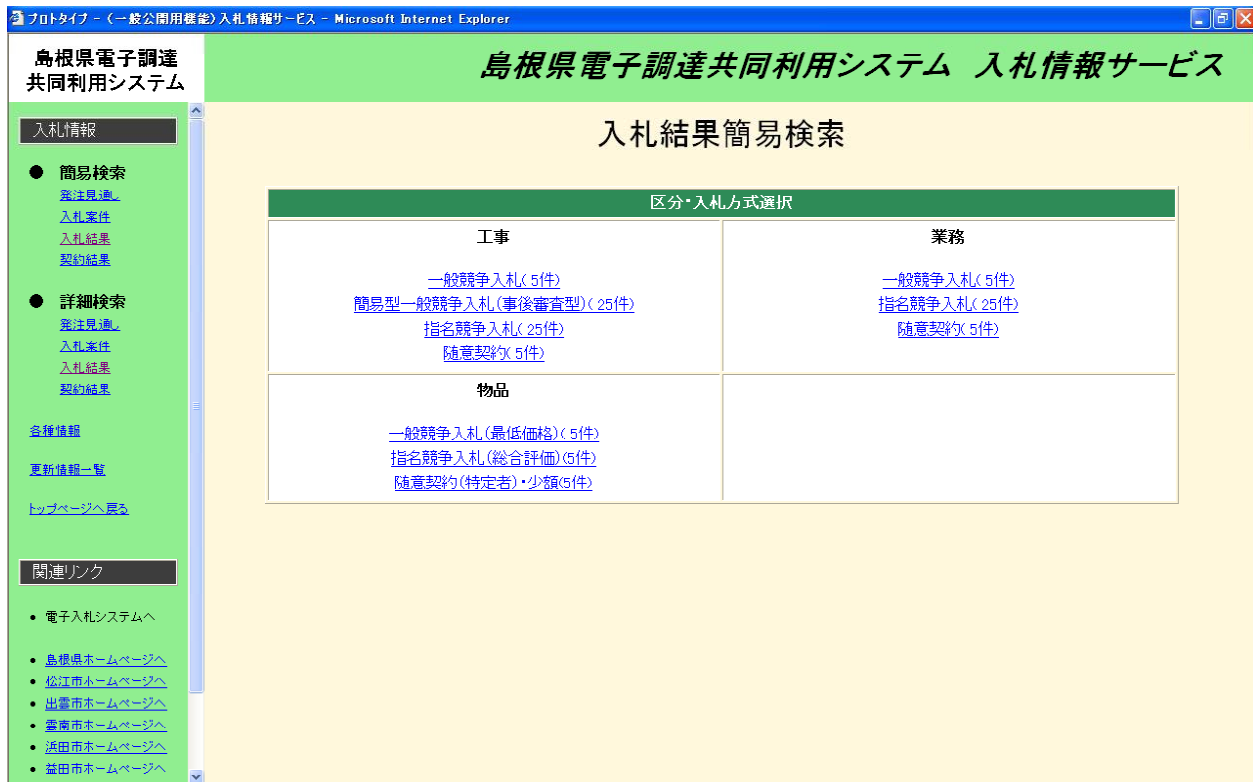 プロトタイプ - (一般公開用機能)入札情報サービス - Microsoft Internet Explorer
島根県電子調達
共同利用システム
島根県電子調達共同利用システム 入札情報サービス
入札情報
● 簡易検索
発注見通し
入札案件
入札結果
契約結果
● 詳細検索
発注見通し
入札案件
入札結果
契約結果
各種情報
更新情報一覧
トップページへ戻る
関連リンク
• 電子入札システムへ
• 島根県ホームページへ
• 松江市ホームページへ
• 出雲市ホームページへ
• 雲南市ホームページへ
• 浜田市ホームページへ
• 益田市ホームページへ
入札結果簡易検索
区分・入札方式選択
工事
一般競争入札( 5件)
簡易型一般競争入札(事後審査型)( 25件)
指名競争入札( 25件)
随意契約( 5件)
業務
一般競争入札( 5件)
指名競争入札( 25件)
随意契約( 5件)
物品
一般競争入札(最低価格)( 5件)
指名競争入札(総合評価)(5件)
随意契約(特定者)・少額(5件)